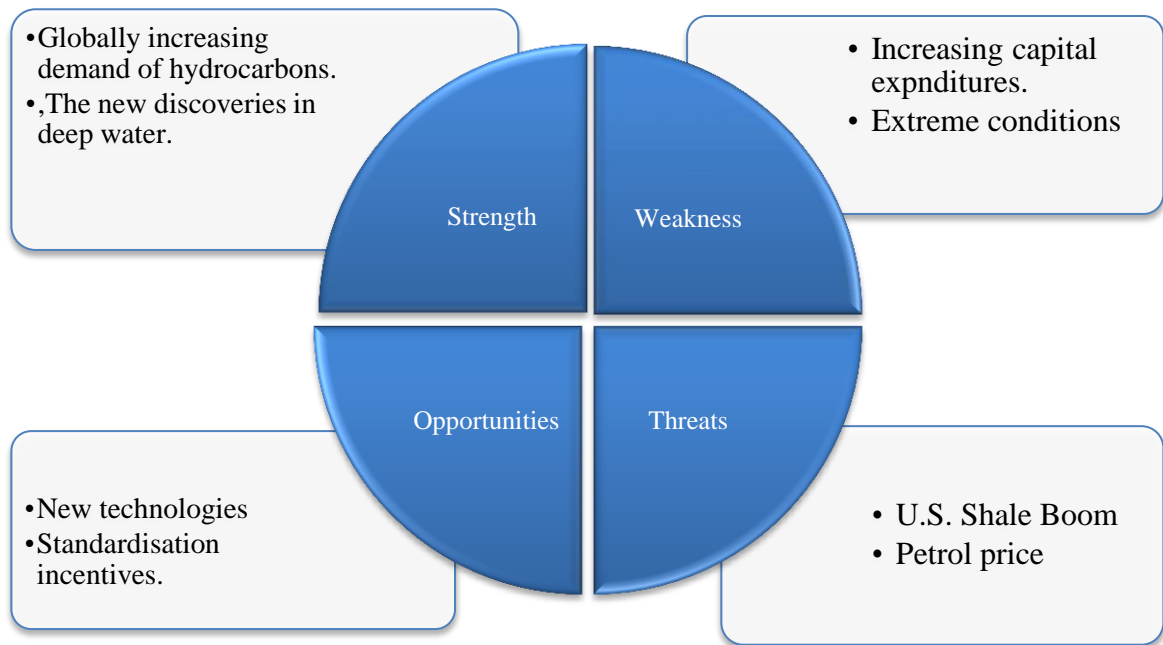 •Globally increasing
demand of hydrocarbons.
•,The new discoveries in
deep water.
• Increasing capital
expnditures.
• Extreme conditions
Strength
Weakness
Opportunities
Threats
•New technologies
•Standardisation
incentives.
• U.S. Shale Boom
• Petrol price